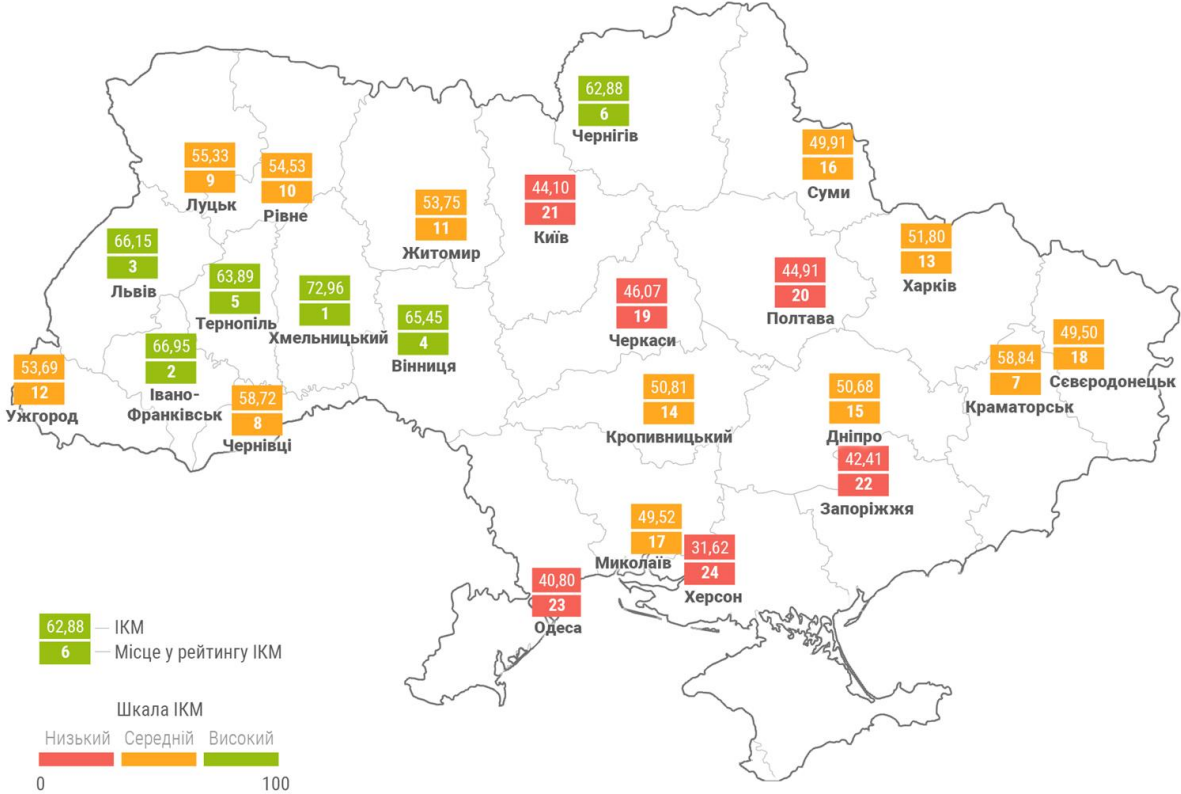 62,88
6
Чернігів
49,91
16
Суми
55,33
9
Луцьк
54,53
10
Рівне
53,75
11
Житомир
44,10
21
Київ
51,80
13
Харків
66,15
3
Львів
63,89
5
Тернопіль
72,96
1
Хмельницький
65,45
4
Вінниця
46,07
19
Черкаси
44,91
20
Полтава
49,50
18
Сєвєродонецьк
58,84
7
Краматорськ
53,69
12
Ужгород
66,95
2
Івано-
Франківськ
58,72
8
Чернівці
50,81
14
Кропивницький
50,68
15
Дніпро
42,41
22
Запоріжжя
49,52
17
Миколаїв
31,62
24
Херсон
40,80
23
Одеса
62,88
ІКМ
6
Місце у рейтингу ІКМ
Шкала ІКМ
Низький Середній Високий
0 100